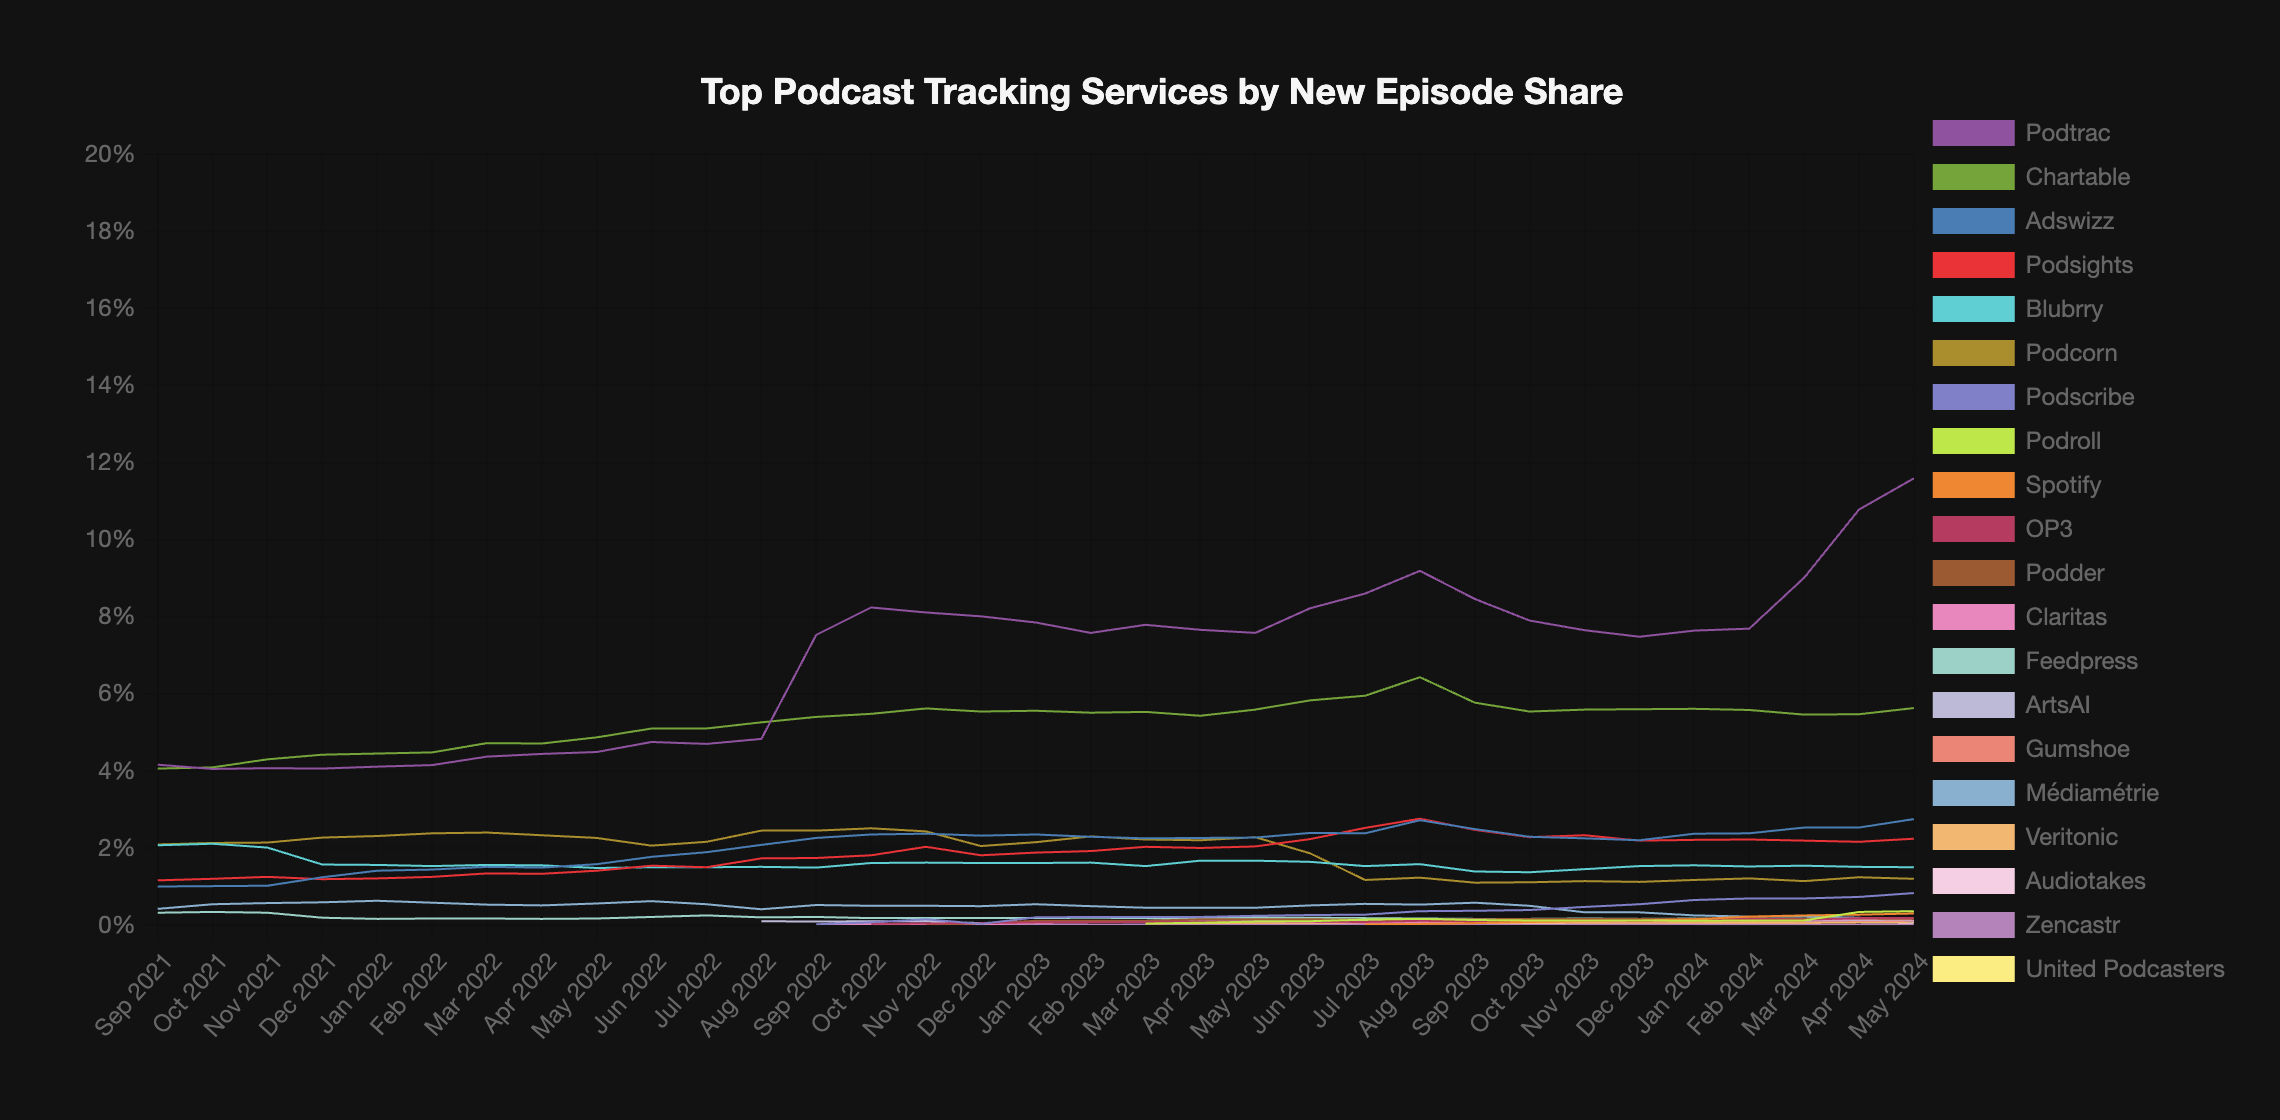 Top Podcast Tracking Services by New Episode Share
20%
18%
16%
14%
12%
10%
8%
6%
4%
2%
0%
Sep 2021
Oct 2021
Nov 2021
Dec 2021
Jan 2022
Feb 2022
Mar 2022
Apr 2022
May 2022
Jun 2022
Jul 2022
Aug 2022
Sep 2022
Oct 2022
Nov 2022
Dec 2022
Jan 2023
Feb 2023
Mar 2023
Apr 2023
May 2023
Jun 2023
Jul 2023
Aug 2023
Sep 2023
Oct 2023
Nov 2023
Dec 2023
Jan 2024
Feb 2024
Mar 2024
Apr 2024
May 2024
Podtrac
Chartable
Adswizz
Podsights
Blubrry
Podcorn
Podscribe
Podroll
Spotify
OP3
Podder
Claritas
Feedpress
ArtsAI
Gumshoe
Médiamétrie
Veritonic
Audiotakes
Zencastr
United Podcasters